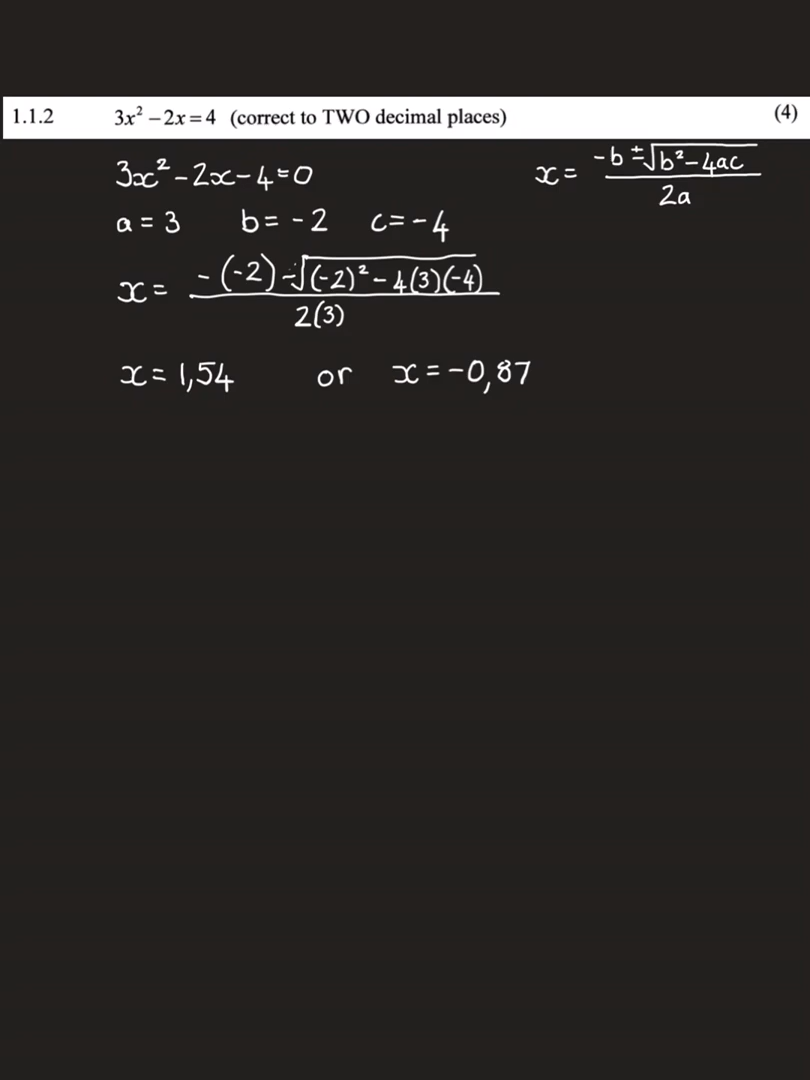 1.1.2 3x² − 2x = 4 (correct to TWO decimal places) (4)
3x² - 2x - 4 = 0
x = -b ± √b² - 4ac / 2a
a = 3 b = -2 c = -4
x = -(-2) - √(-2)² - 4(3)(-4) / 2(3)
x = 1,54 or x = -0,87